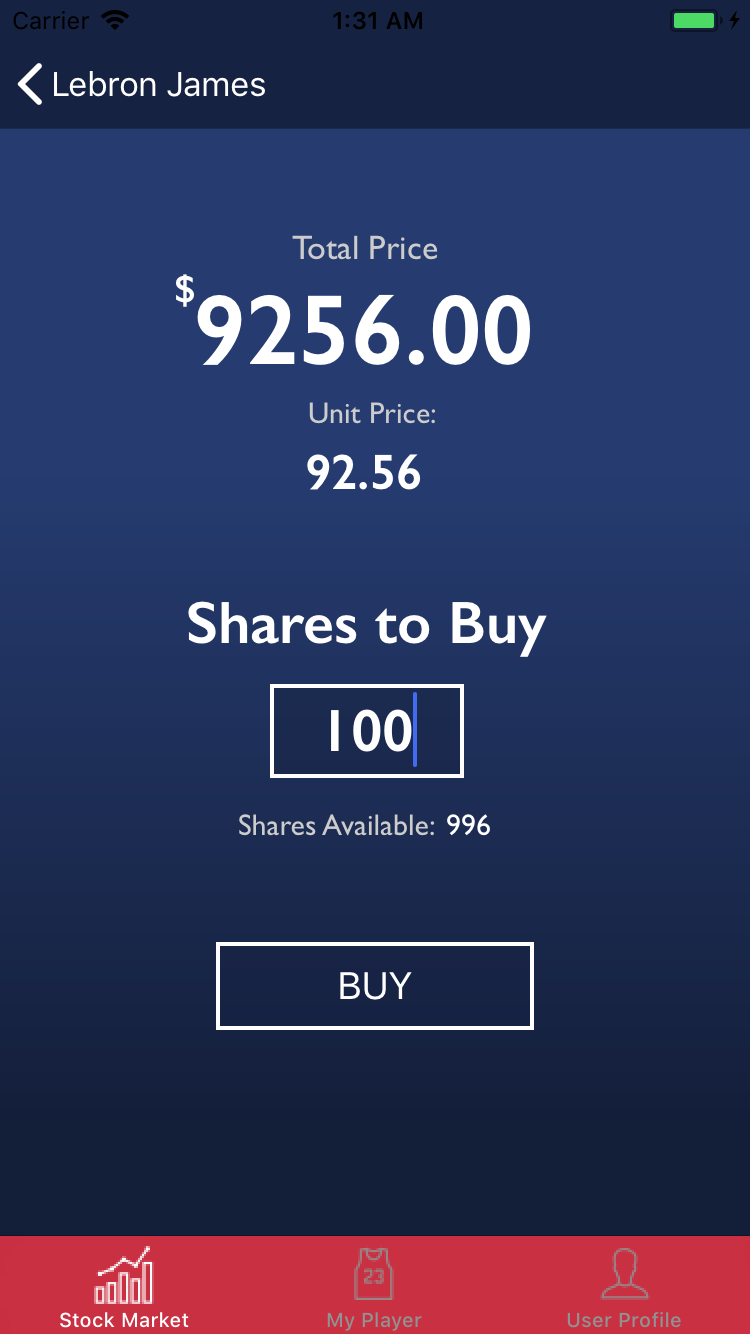 Carrier 1:31 AM
Lebron James
Total Price
$9256.00
Unit Price:
92.56
Shares to Buy
100
Shares Available: 996
BUY
23
Stock Market My Player User Profile